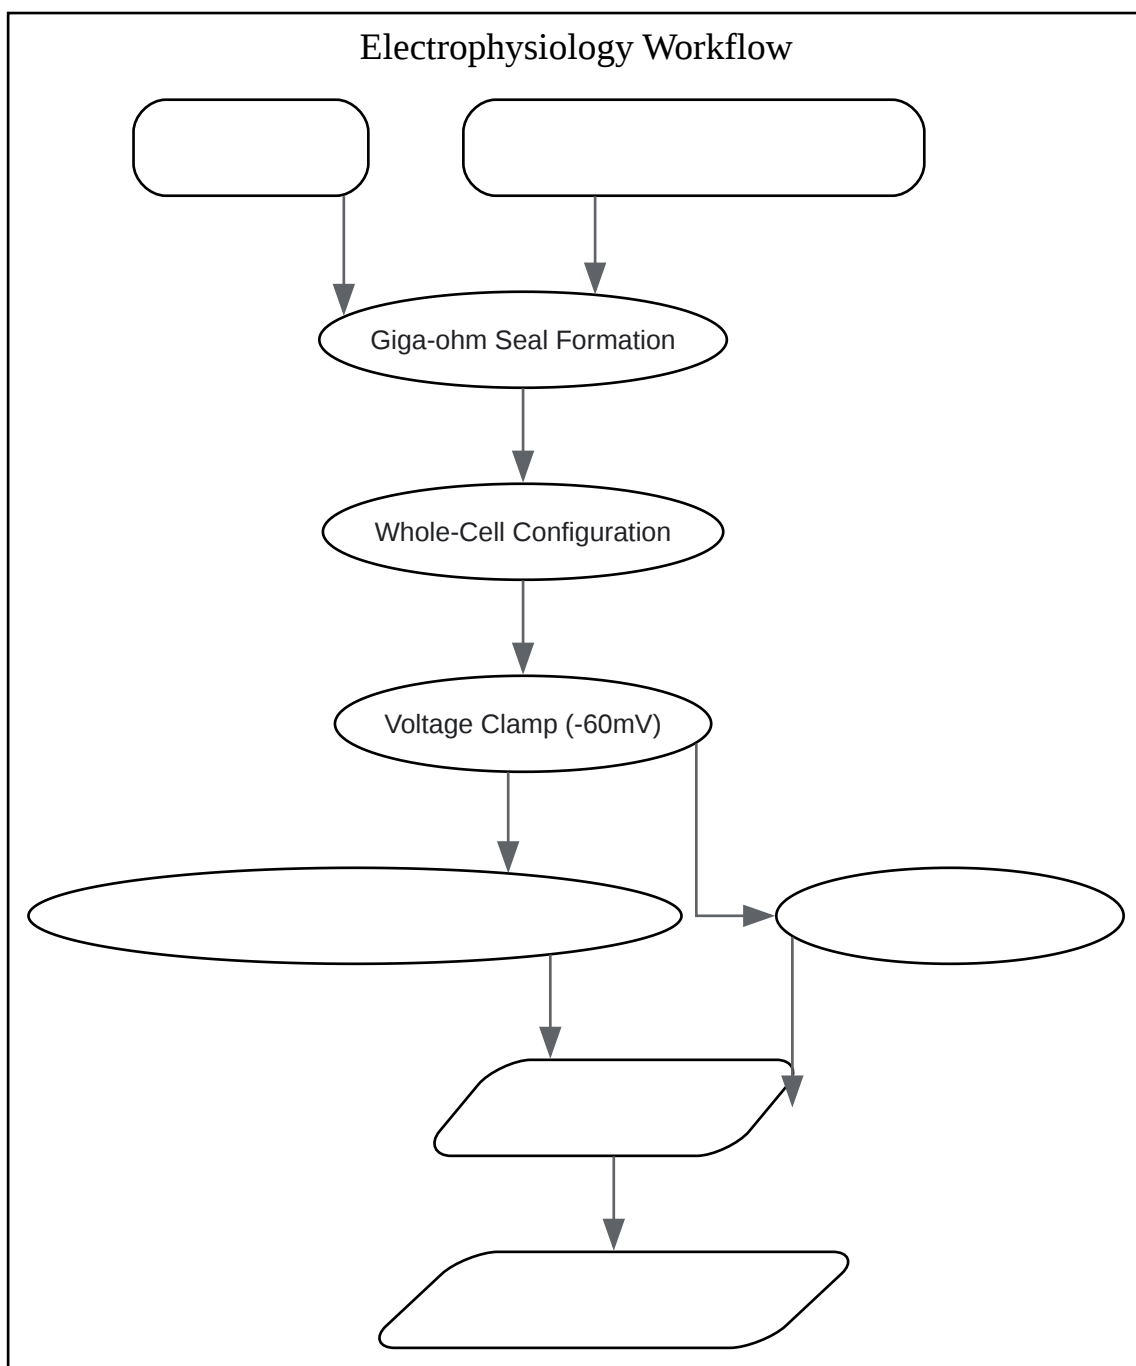 Electrophysiology Workflow
Giga-ohm Seal Formation
Whole-Cell Configuration
Voltage Clamp (-60mV)